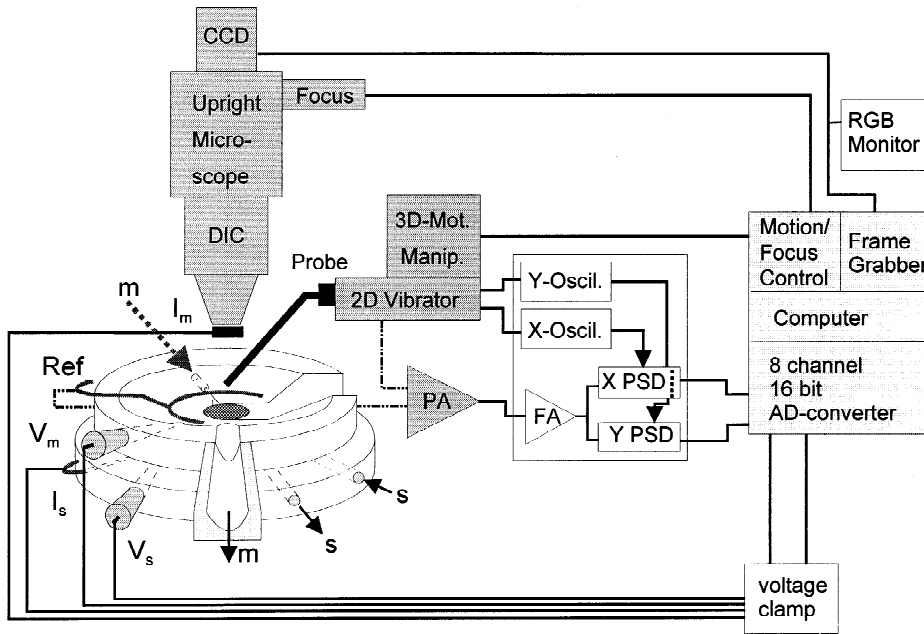 CCD
Upright
Micro-
scope
Focus
RGB
Monitor
DIC
3D-Mot.
Manip.
Motion/
Focus
Control
Frame
Grabber
Probe
2D Vibrator
Y-Oscil.
X-Oscil.
Computer
m
Im
Ref
PA
FA
X PSD
Y PSD
8 channel
16 bit
AD-converter
Vm
Is
Vs
s
s
m
voltage
clamp